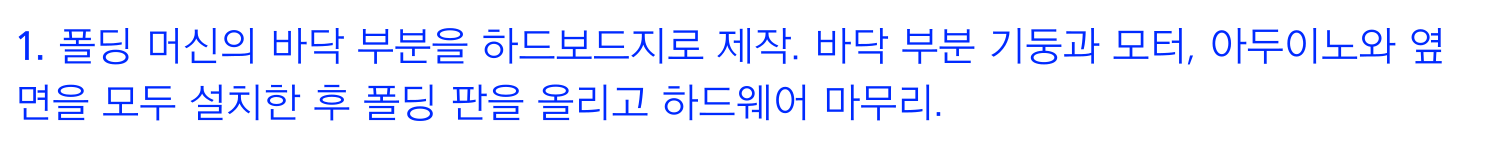 1. 폴딩 머신의 바닥 부분을 하드보드지로 제작. 바닥 부분 기둥과 모터, 아두이노와 옆
면을 모두 설치한 후 폴딩 판을 올리고 하드웨어 마무리.